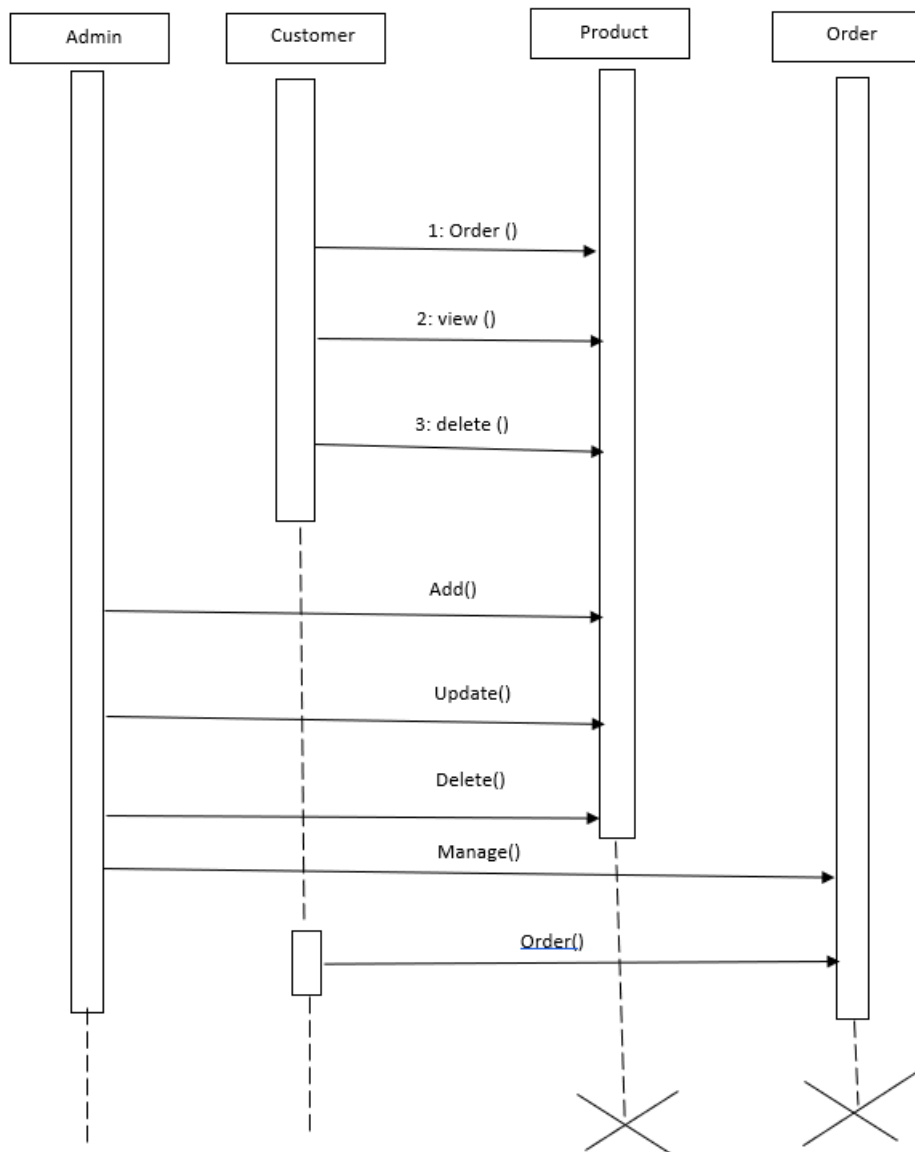 Admin
Customer
Product
Order
1: Order ()
2: view ()
3: delete ()
Add()
Update()
Delete()
Manage()
Order()